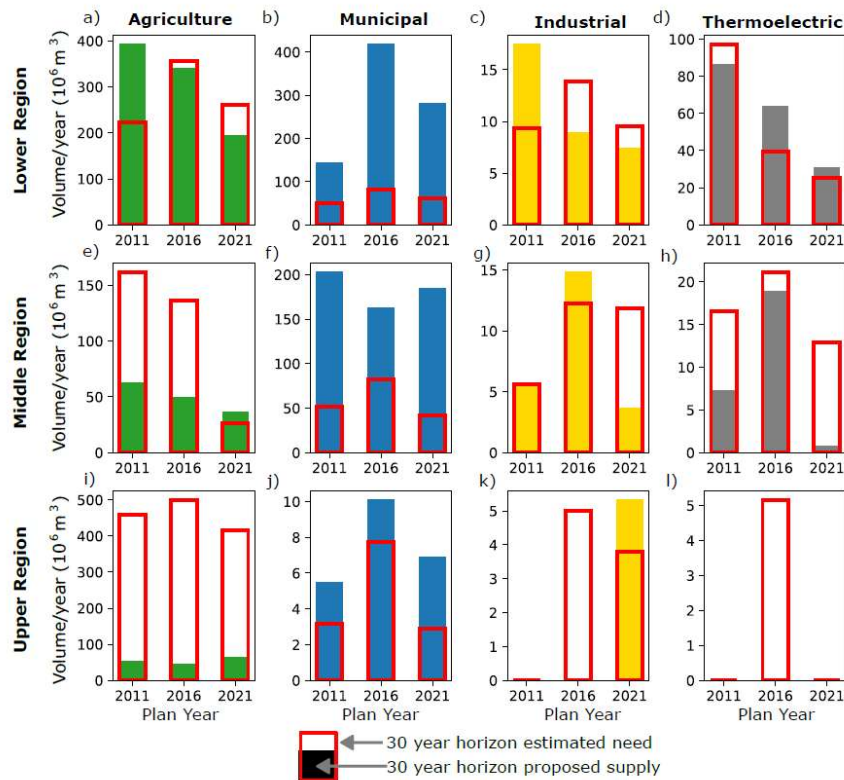 a) Agriculture b) Municipal c) Industrial d) Thermoelectric
Lower Region
Volume/year (10⁶ m³)
400
300
200
100
0
2011 2016 2021
400
300
200
100
0
2011 2016 2021
15
10
5
0
2011 2016 2021
100
80
60
40
20
0
2011 2016 2021
e) f) g) h)
Middle Region
Volume/year (10⁶ m³)
150
100
50
0
2011 2016 2021
200
150
100
50
0
2011 2016 2021
15
10
5
0
2011 2016 2021
20
15
10
5
0
2011 2016 2021
i) j) k) l)
Upper Region
Volume/year (10⁶ m³)
500
400
300
200
100
0
2011 2016 2021
Plan Year
10
8
6
4
2
0
2011 2016 2021
Plan Year
5
4
3
2
1
0
2011 2016 2021
Plan Year
5
4
3
2
1
0
2011 2016 2021
Plan Year
30 year horizon estimated need
30 year horizon proposed supply